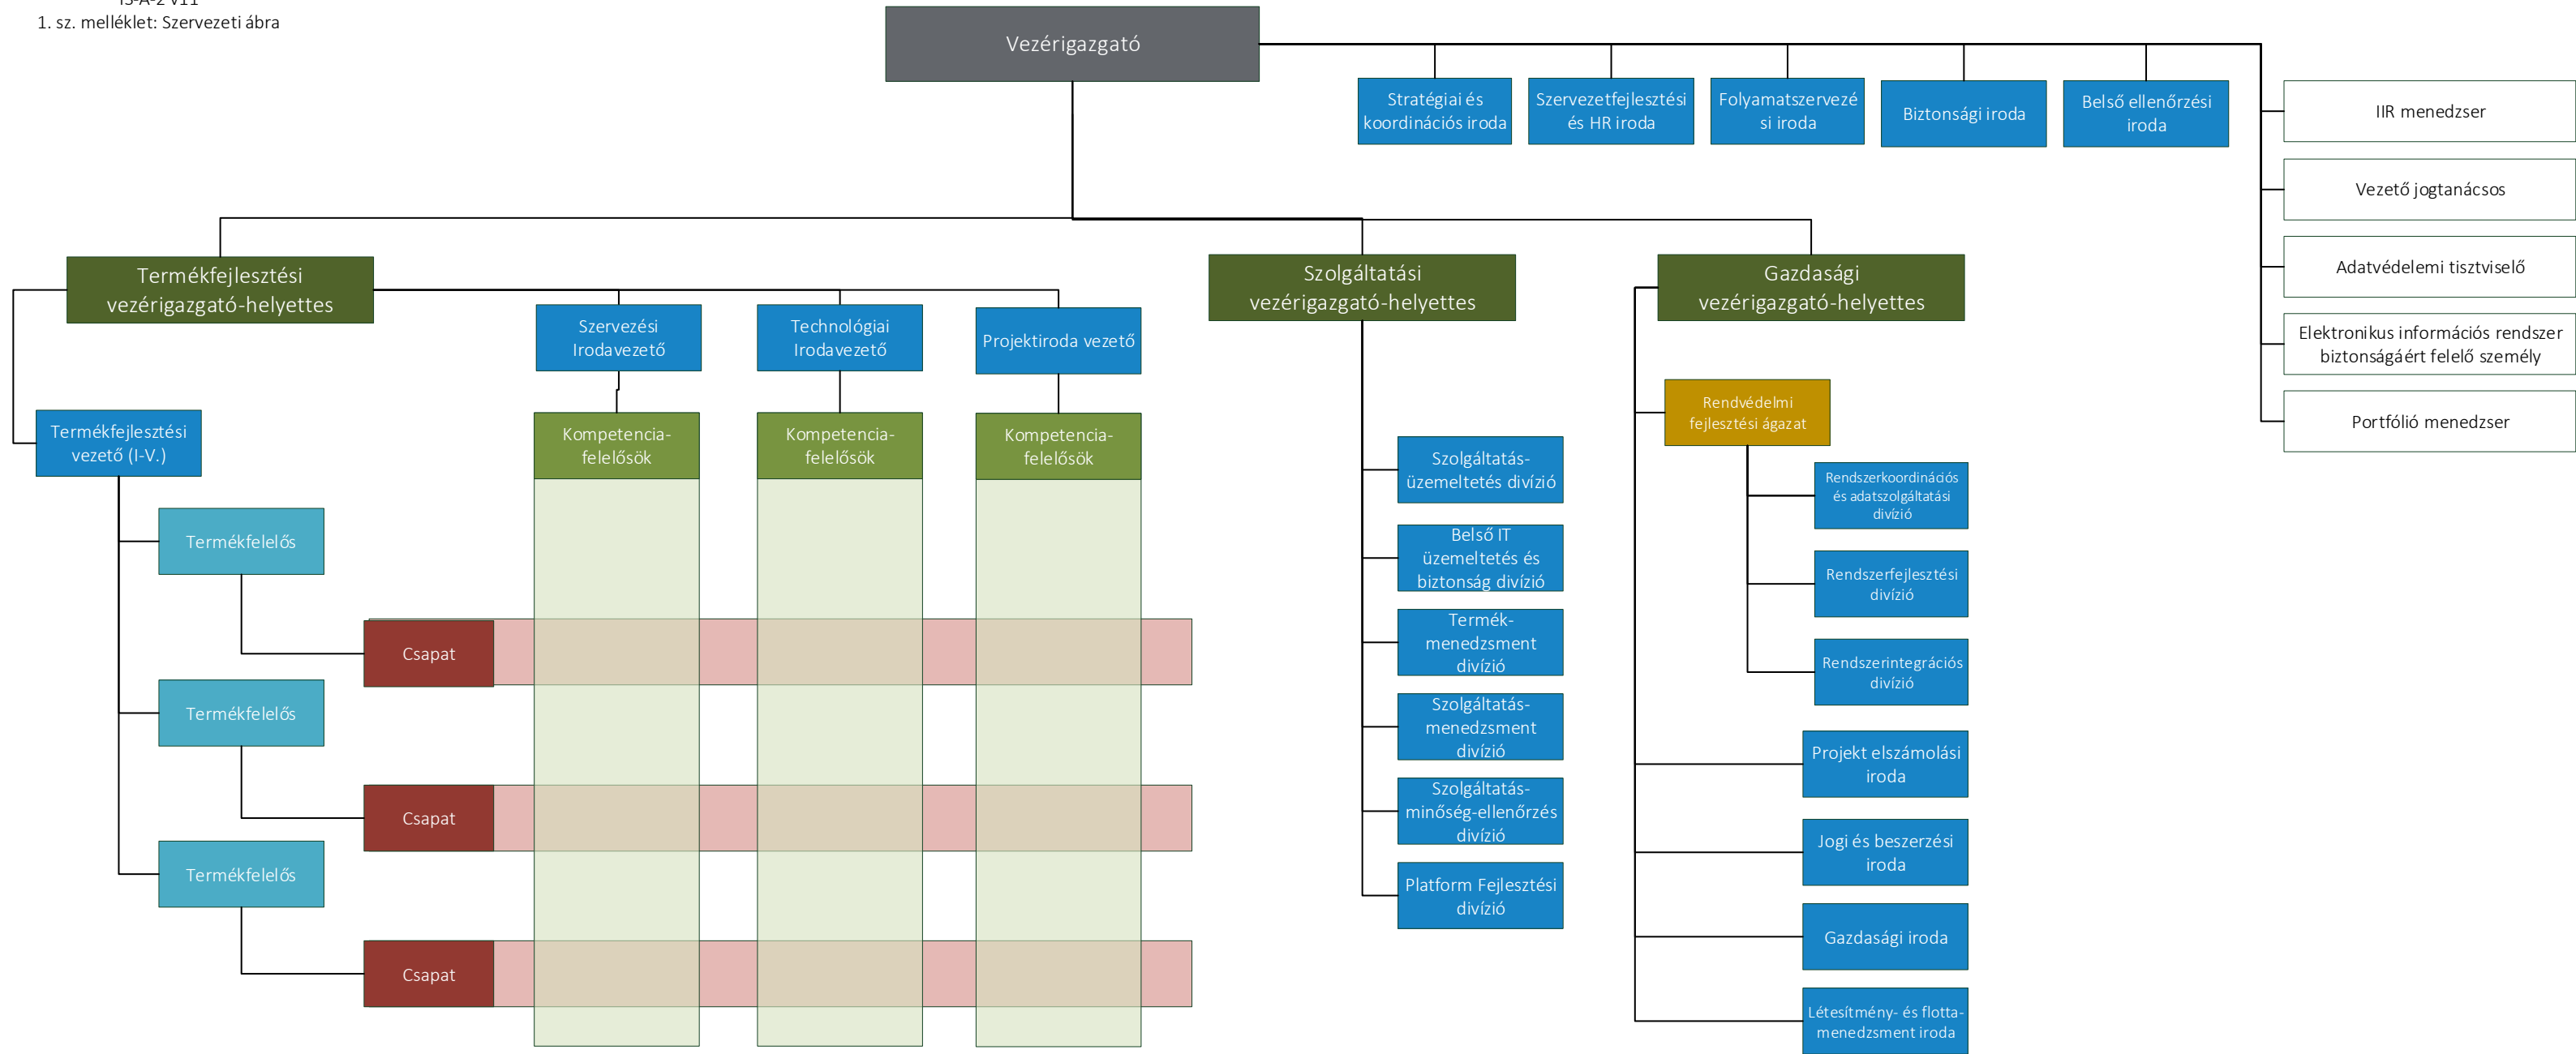 1. sz. melléklet: Szervezeti ábra
Vezérigazgató
Stratégiai és
koordinációs iroda
Szervezetfejlesztési
és HR iroda
Folyamatszervezé
si iroda
Biztonsági iroda
Belső ellenőrzési
iroda
IIR menedzser
Vezető jogtanácsos
Adatvédelemi tisztviselő
Elektronikus információs rendszer
biztonságáért felelő személy
Portfólió menedzser
Termékfejlesztési
vezérigazgató-helyettes
Szervezési
Irodavezető
Technológiai
Irodavezető
Projektiroda vezető
Termékfejlesztési
vezető (I-V.)
Kompetencia-
felelősök
Kompetencia-
felelősök
Kompetencia-
felelősök
Termékfelelős
Csapat
Termékfelelős
Csapat
Termékfelelős
Csapat
Szolgáltatási
vezérigazgató-helyettes
Szolgáltatás-
üzemeltetés divízió
Belső IT
üzemeltetés és
biztonság divízió
Termék-
menedzsment
divízió
Szolgáltatás-
menedzsment
divízió
Szolgáltatás-
minőség-ellenőrzés
divízió
Platform Fejlesztési
divízió
Gazdasági
vezérigazgató-helyettes
Rendvédelmi
fejlesztési ágazat
Rendszerkoordinációs
és adatszolgáltatási
divízió
Rendszerfejlesztési
divízió
Rendszerintegrációs
divízió
Projekt elszámolási
iroda
Jogi és beszerzési
iroda
Gazdasági iroda
Létesítmény- és flotta-
menedzsment iroda